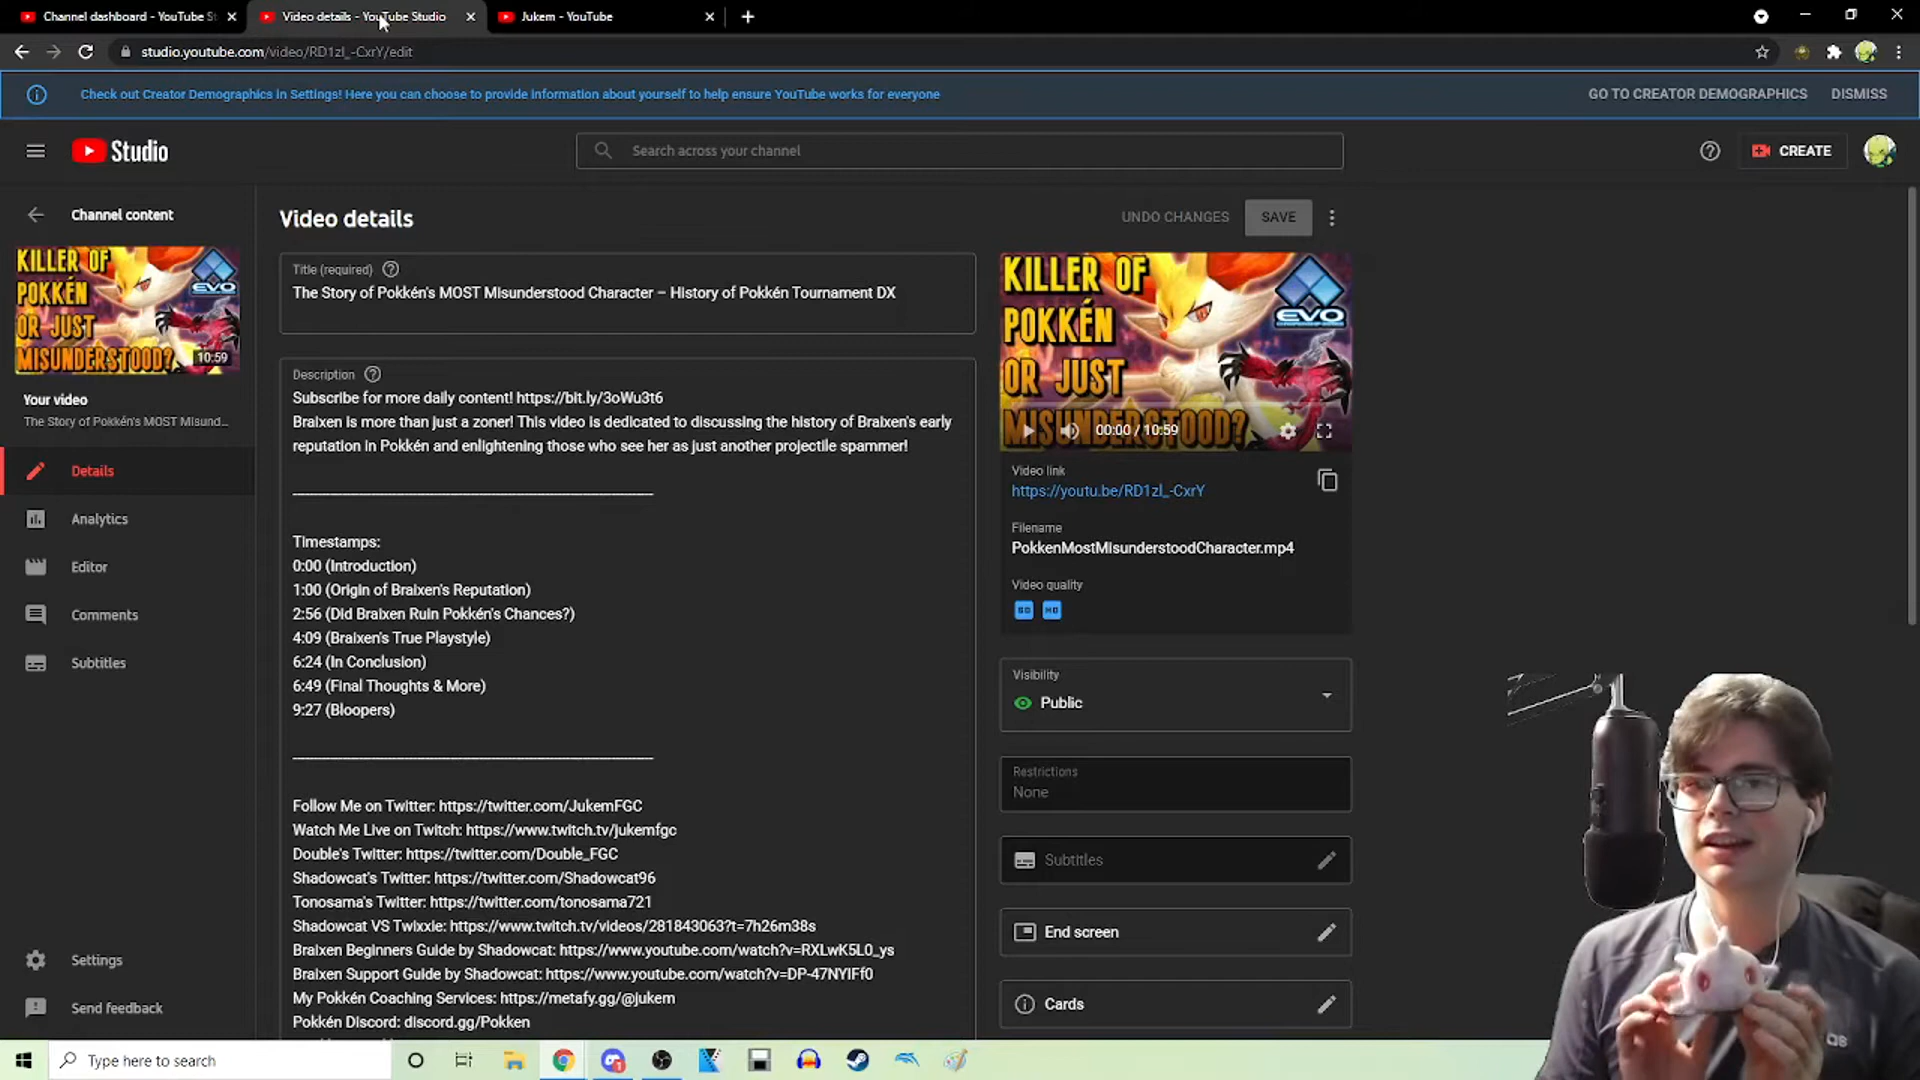 Channel dashboard - YouTube St
Video details - YouTube Studio
Jukem - YouTube
studio.youtube.com/video/RD1zl_-CxrY/edit
Check out Creator Demographics in Settings! Here you can choose to provide information about yourself to help ensure YouTube works for everyone
GO TO CREATOR DEMOGRAPHICS
DISMISS
Studio
Search across your channel
CREATE
Channel content
KILLER OF
POKKÉN
OR JUST
MISUNDERSTOOD?
EVO
10:59
Your video
The Story of Pokkén's MOST Misund...
Details
Analytics
Editor
Comments
Subtitles
Settings
Send feedback
Video details
UNDO CHANGES
SAVE
Title (required)
The Story of Pokkén's MOST Misunderstood Character – History of Pokkén Tournament DX
Description
Subscribe for more daily content! https://bit.ly/3oWu3t6
Braixen is more than just a zoner! This video is dedicated to discussing the history of Braixen's early
reputation in Pokkén and enlightening those who see her as just another projectile spammer!
Timestamps:
0:00 (Introduction)
1:00 (Origin of Braixen's Reputation)
2:56 (Did Braixen Ruin Pokkén's Chances?)
4:09 (Braixen's True Playstyle)
6:24 (In Conclusion)
6:49 (Final Thoughts & More)
9:27 (Bloopers)
Follow Me on Twitter: https://twitter.com/JukemFGC
Watch Me Live on Twitch: https://www.twitch.tv/jukemfgc
Double's Twitter: https://twitter.com/Double_FGC
Shadowcat's Twitter: https://twitter.com/Shadowcat96
Tonosama's Twitter: https://twitter.com/tonosama721
Shadowcat VS Twixxie: https://www.twitch.tv/videos/281843063?t=7h26m38s
Braixen Beginners Guide by Shadowcat: https://www.youtube.com/watch?v=RXLwK5L0_ys
Braixen Support Guide by Shadowcat: https://www.youtube.com/watch?v=DP-47NYIFf0
My Pokkén Coaching Services: https://metafy.gg/@jukem
Pokkén Discord: discord.gg/Pokken
KILLER OF
POKKÉN
OR JUST
MISUNDERSTOOD?
EVO
00:00 / 10:59
Video link
https://youtu.be/RD1zl_-CxrY
Filename
PokkenMostMisunderstoodCharacter.mp4
Video quality
SD HD
Visibility
Public
Restrictions
None
Subtitles
End screen
Cards
Type here to search